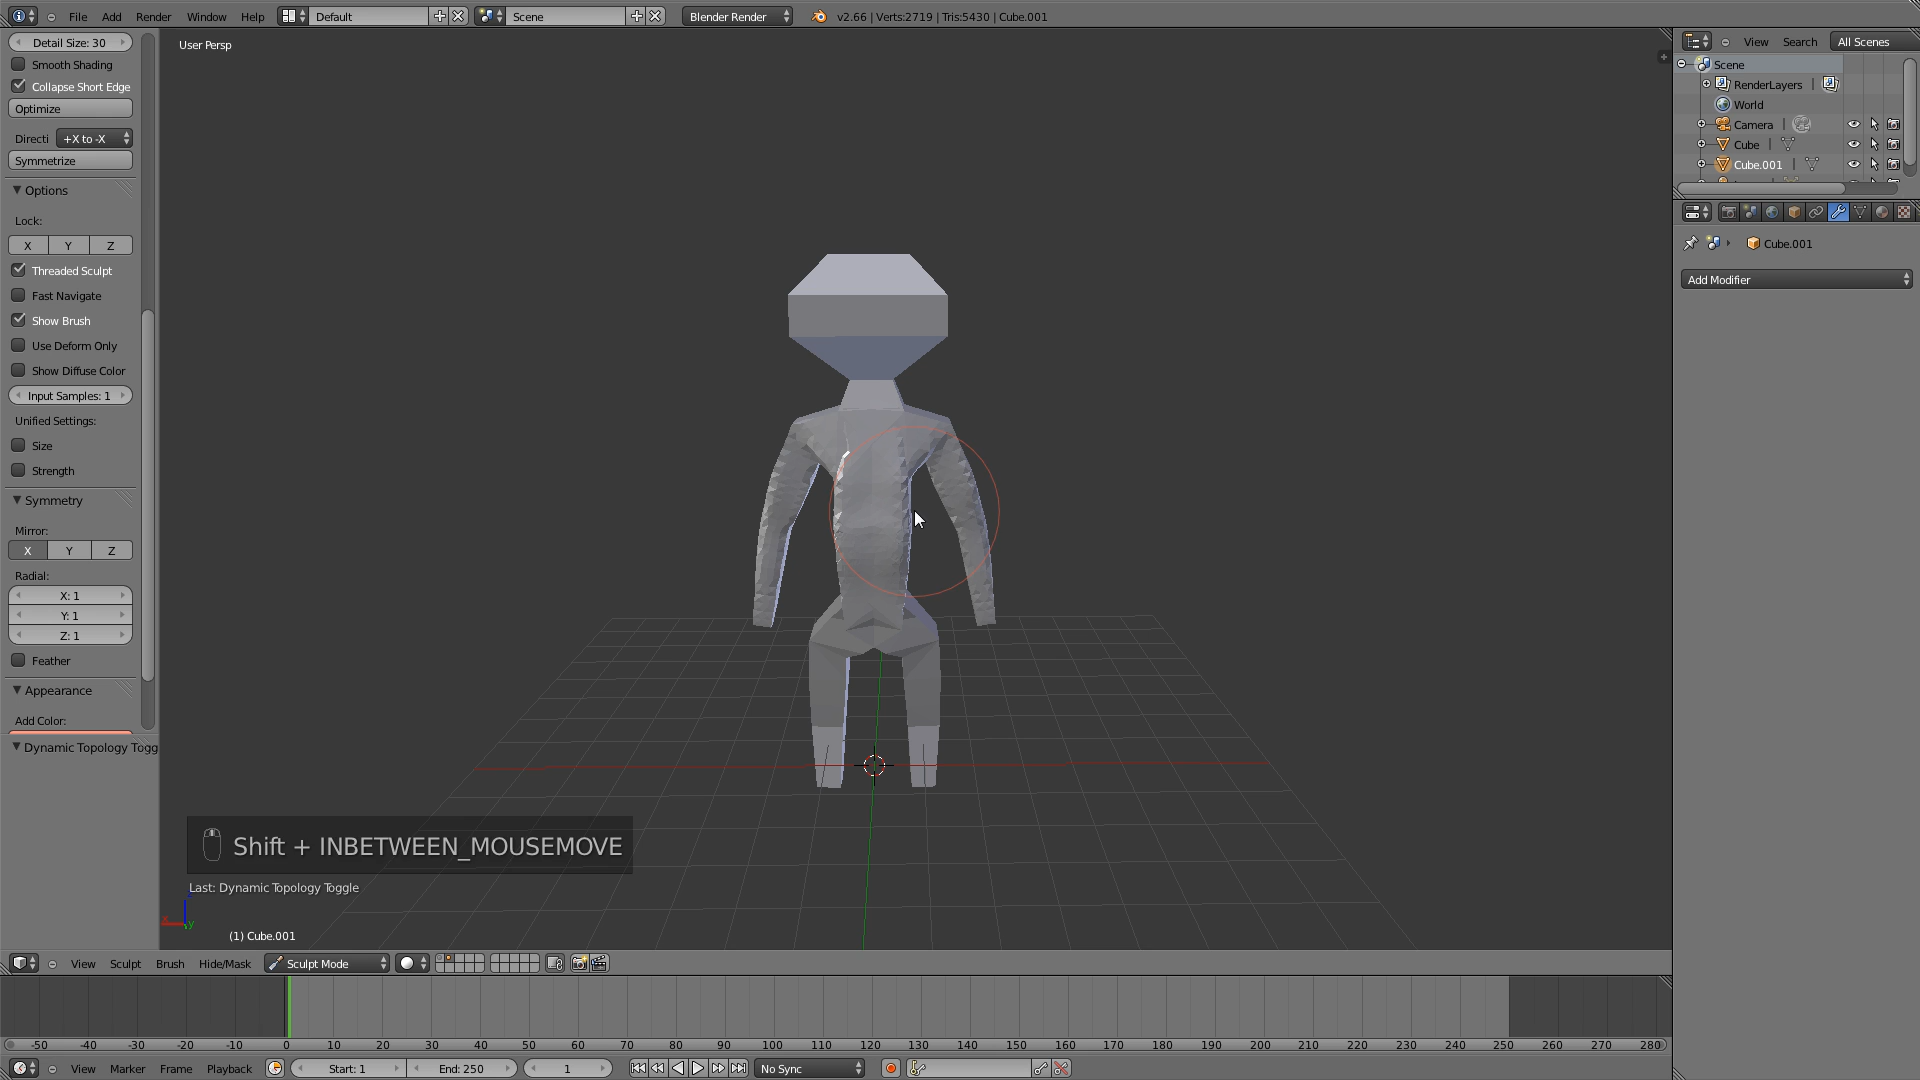 File Add Render Window Help Default Scene Blender Render v2.66 | Verts:2719 | Tris:5430 | Cube.001
Detail Size: 30
Smooth Shading
Collapse Short Edge
Optimize
Directi +X to -X
Symmetrize
Options
Lock:
X Y Z
Threaded Sculpt
Fast Navigate
Show Brush
Use Deform Only
Show Diffuse Color
Input Samples: 1
Unified Settings:
Size
Strength
Symmetry
Mirror:
X Y Z
Radial:
X: 1
Y: 1
Z: 1
Feather
Appearance
Add Color:
Dynamic Topology Togg
User Persp
Shift + INBETWEEN_MOUSEMOVE
Last: Dynamic Topology Toggle
x y
(1) Cube.001
View Search All Scenes
Scene
RenderLayers |
World
Camera |
Cube |
Cube.001 |
Cube.001
Add Modifier
View Sculpt Brush Hide/Mask Sculpt Mode
-50 -40 -30 -20 -10 0 10 20 30 40 50 60 70 80 90 100 110 120 130 140 150 160 170 180 190 200 210 220 230 240 250 260 270 280
View Marker Frame Playback Start: 1 End: 250 1 No Sync